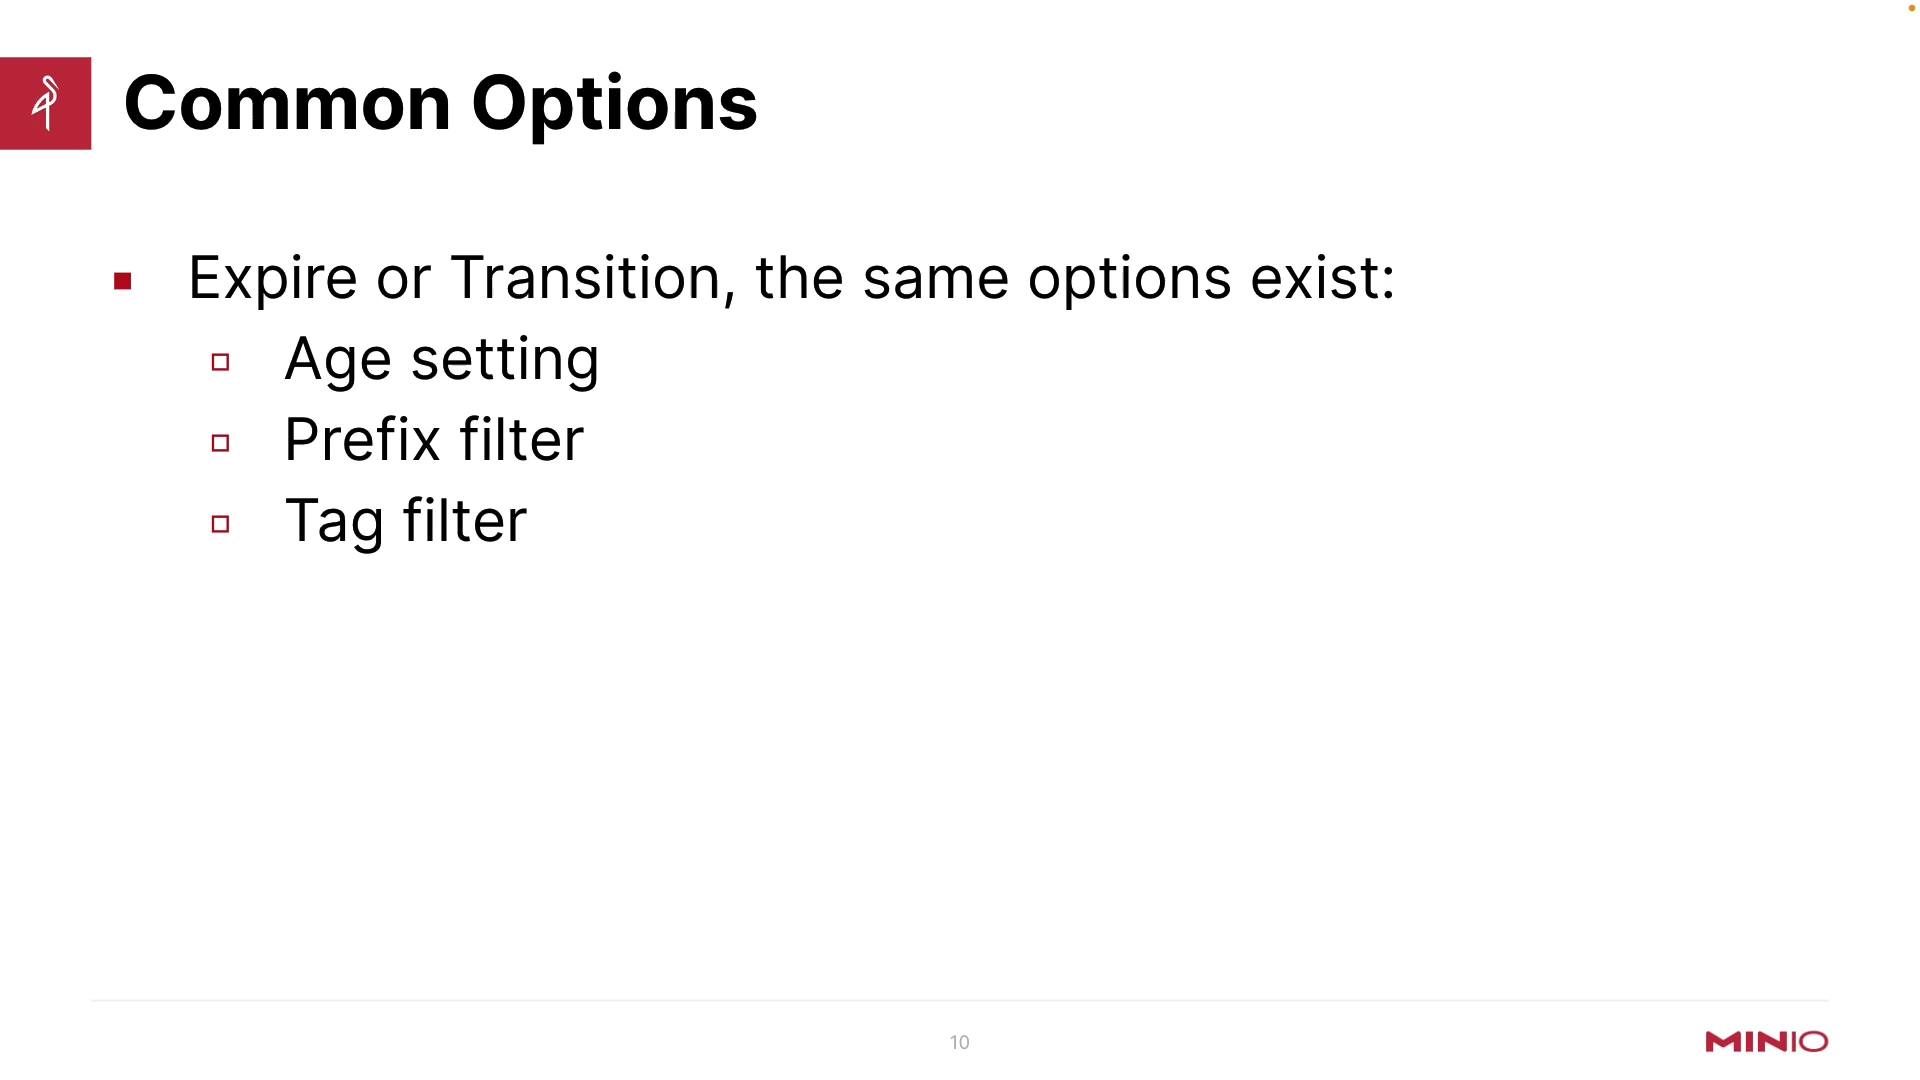 Common Options
Expire or Transition, the same options exist:
Age setting
Prefix filter
Tag filter
10
MINIO